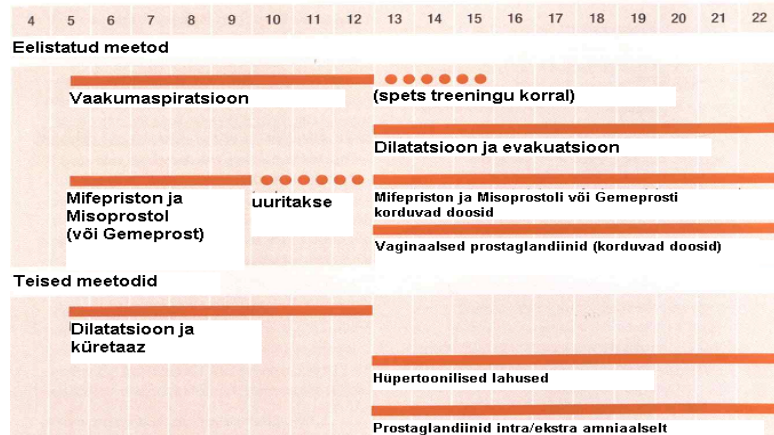 4 5 6 7 8 9 10 11 12 13 14 15 16 17 18 19 20 21 22
Eelistatud meetod
Vaakumaspiratsioon
(spets treeningu korral)
Dilatatsioon ja evakuatsioon
Mifepriston ja
Misoprostol
(või Gemeprost)
uuritakse
Mifepriston ja Misoprostoli või Gemeprosti
korduvad doosid
Vaginaalsed prostaglandiinid (korduvad doosid)
Teised meetodid
Dilatatsioon ja
küretaaz
Hüpertoonilised lahused
Prostaglandiinid intra/ekstra amniaalselt